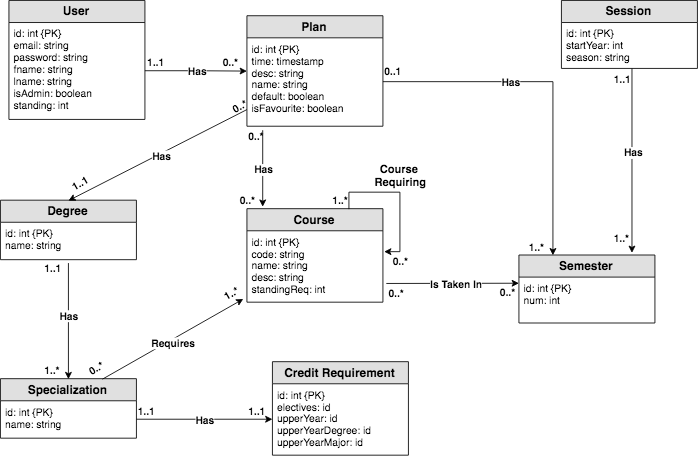 User
id: int {PK}
email: string
password: string
fname: string
lname: string
isAdmin: boolean
standing: int
1..1
Has
0..*
Plan
id: int {PK}
time: timestamp
desc: string
name: string
default: boolean
isFavourite: boolean
0..1
Has
1..*
Session
id: int {PK}
startYear: int
season: string
1..1
Has
1..*
0..*
Has
1..1
0..*
Has
0..*
Course
Requiring
1..*
0..*
Degree
id: int {PK}
name: string
1..1
Has
1..*
Course
id: int {PK}
code: string
name: string
desc: string
standingReq: int
0..*
Is Taken In
0..*
Semester
id: int {PK}
num: int
1..*
Requires
0..*
Specialization
id: int {PK}
name: string
1..1
Has
1..1
Credit Requirement
id: int {PK}
electives: id
upperYear: id
upperYearDegree: id
upperYearMajor: id